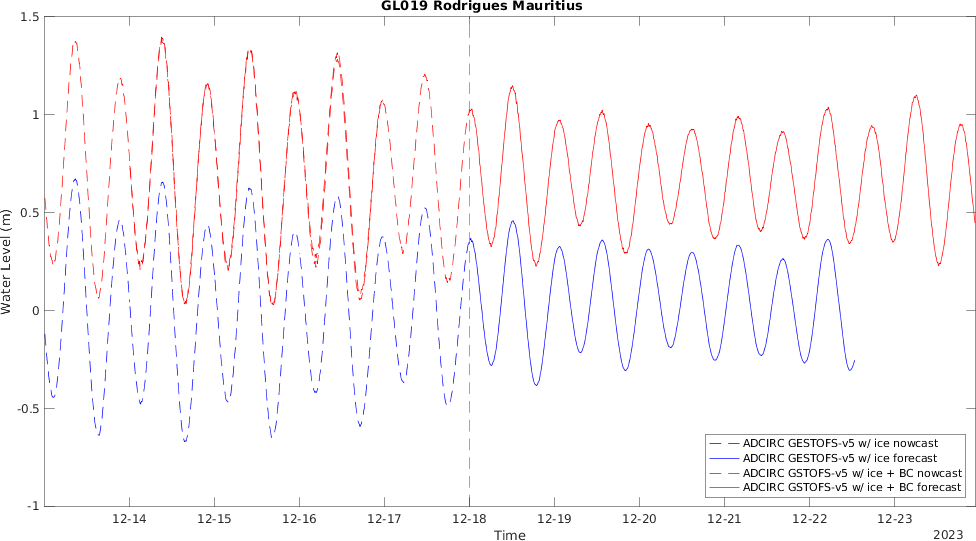 GL019 Rodrigues Mauritius
1.5
1
0.5
0
-0.5
-1
Water Level (m)
12-14 12-15 12-16 12-17 12-18 12-19 12-20 12-21 12-22 12-23
Time
2023
ADCIRC GESTOFS-v5 w/ ice nowcast
ADCIRC GESTOFS-v5 w/ ice forecast
ADCIRC GSTOFS-v5 w/ ice + BC nowcast
ADCIRC GSTOFS-v5 w/ ice + BC forecast